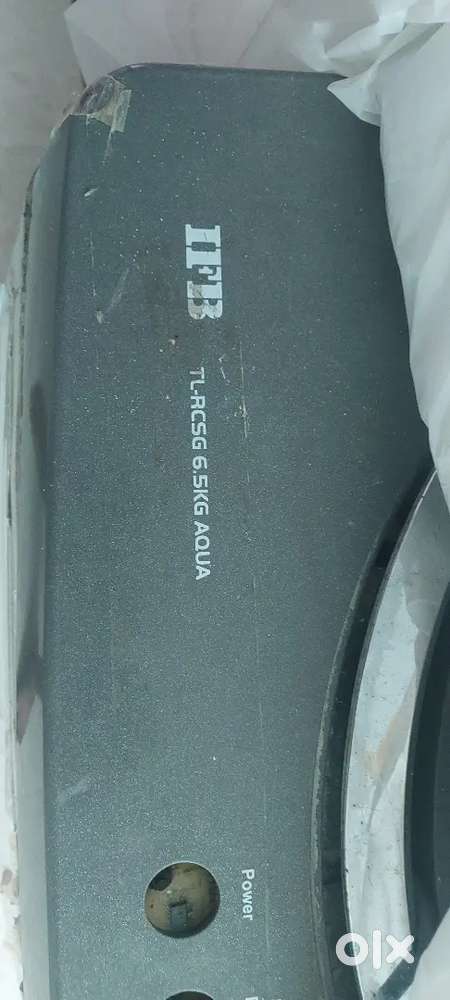 IFB
TL-RCSG 6.5KG AQUA
Power
olx